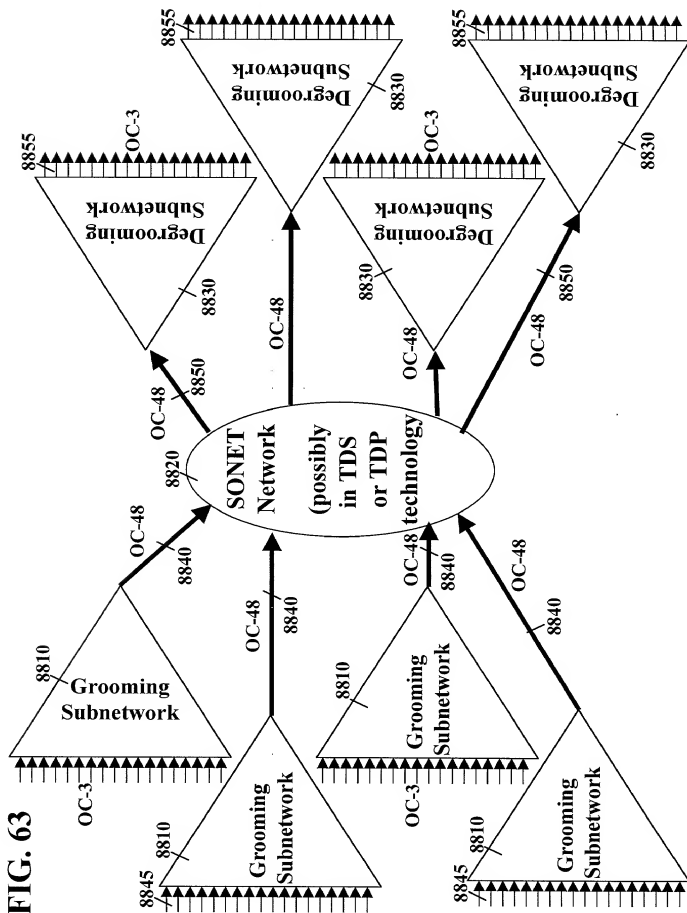 FIG. 63
8855
Degrooming
Subnetwork
8830
8855
OC-3
Degrooming
Subnetwork
8830
OC-48
8850
OC-48
OC-3
Degrooming
Subnetwork
8830
OC-48
8855
Degrooming
Subnetwork
8830
OC-48
8850
8820
SONET
Network
(possibly
in TDS
or TDP
technology
8810
Grooming
Subnetwork
OC-3
OC-48
8840
8845
8810
Grooming
Subnetwork
OC-48
8840
8810
Grooming
Subnetwork
OC-3
OC-48
8840
8845
8810
Grooming
Subnetwork
OC-48
8840